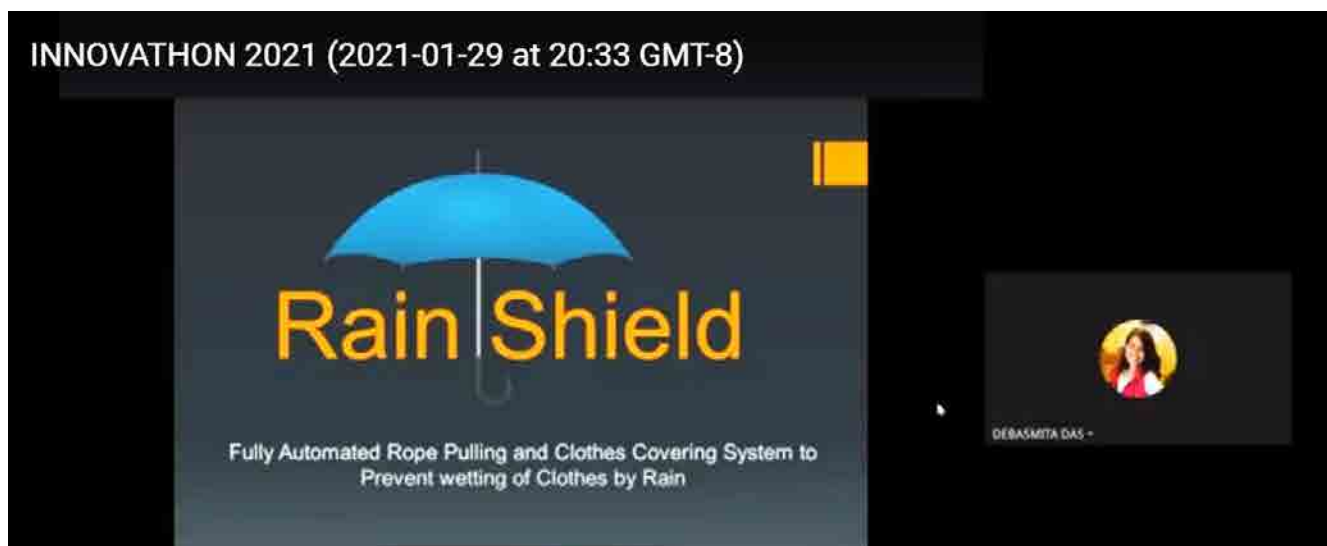 INNOVATHON 2021 (2021-01-29 at 20:33 GMT-8)
Rain Shield
Fully Automated Rope Pulling and Clothes Covering System to
Prevent wetting of Clothes by Rain
DEBASMITA DAS